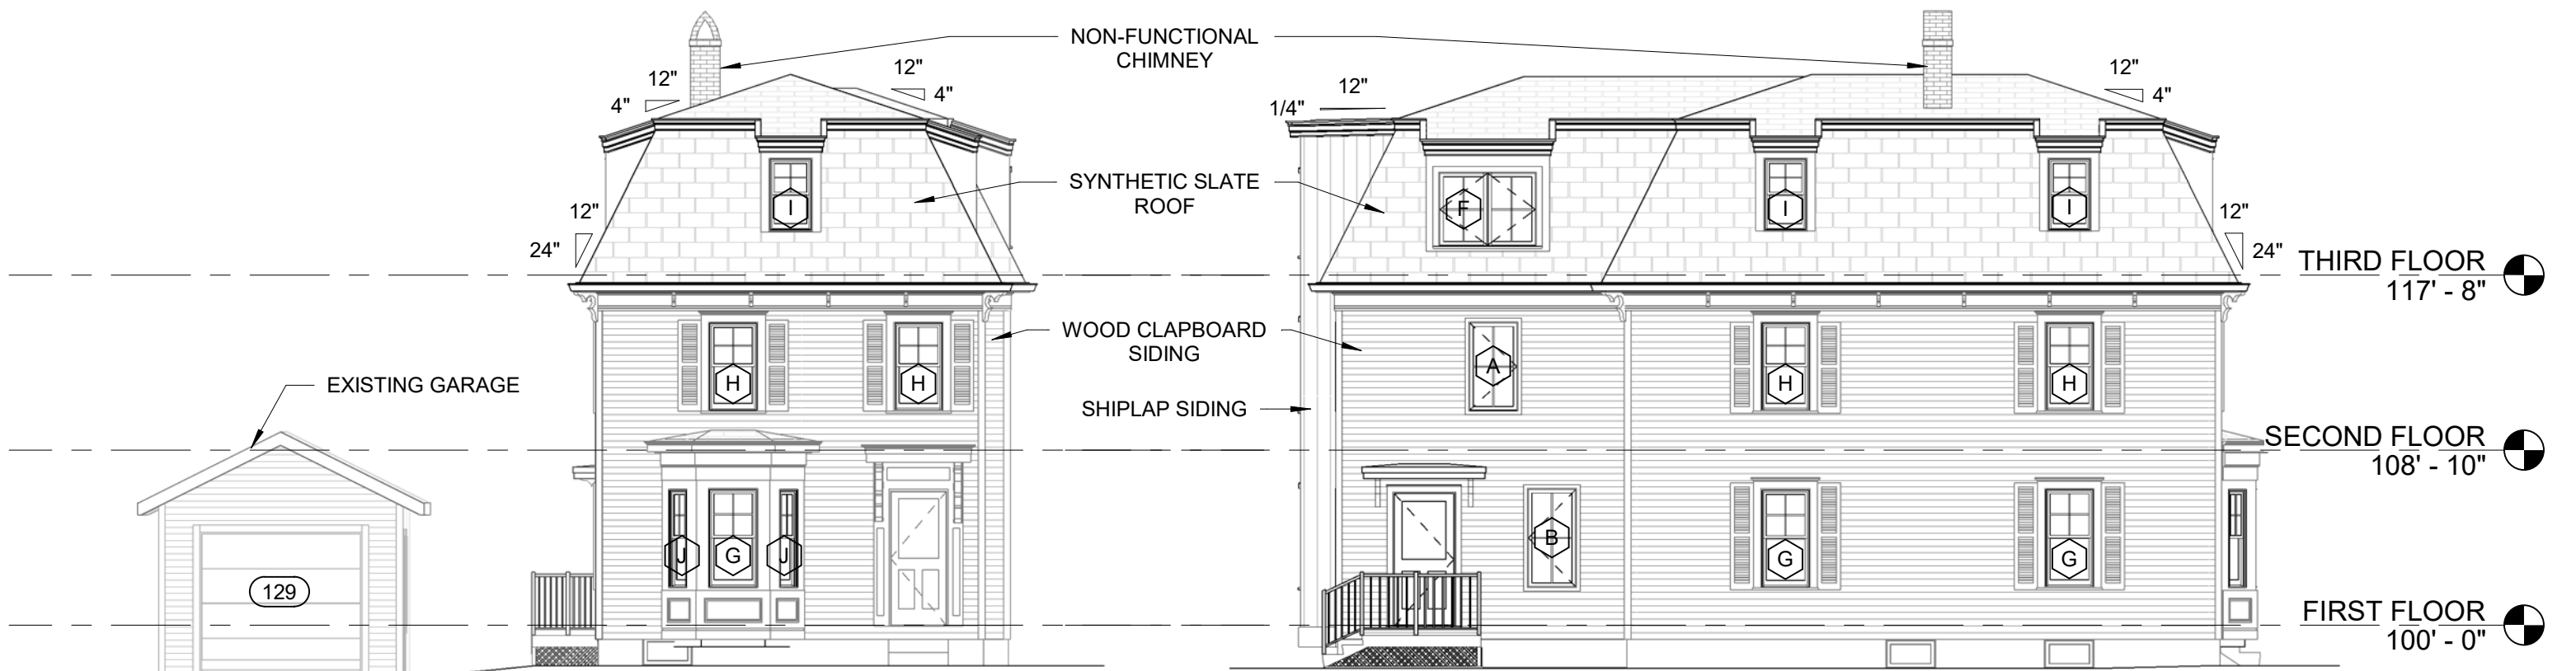 NON-FUNCTIONAL
CHIMNEY
12"
4"
12"
4"
12"
1/4"
12"
4"
SYNTHETIC SLATE
ROOF
I
F
I
I
12"
24"
12"
24"
THIRD FLOOR
117' - 8"
WOOD CLAPBOARD
SIDING
H
H
A
H
H
EXISTING GARAGE
SHIPLAP SIDING
SECOND FLOOR
108' - 10"
J
G
J
B
G
G
129
FIRST FLOOR
100' - 0"